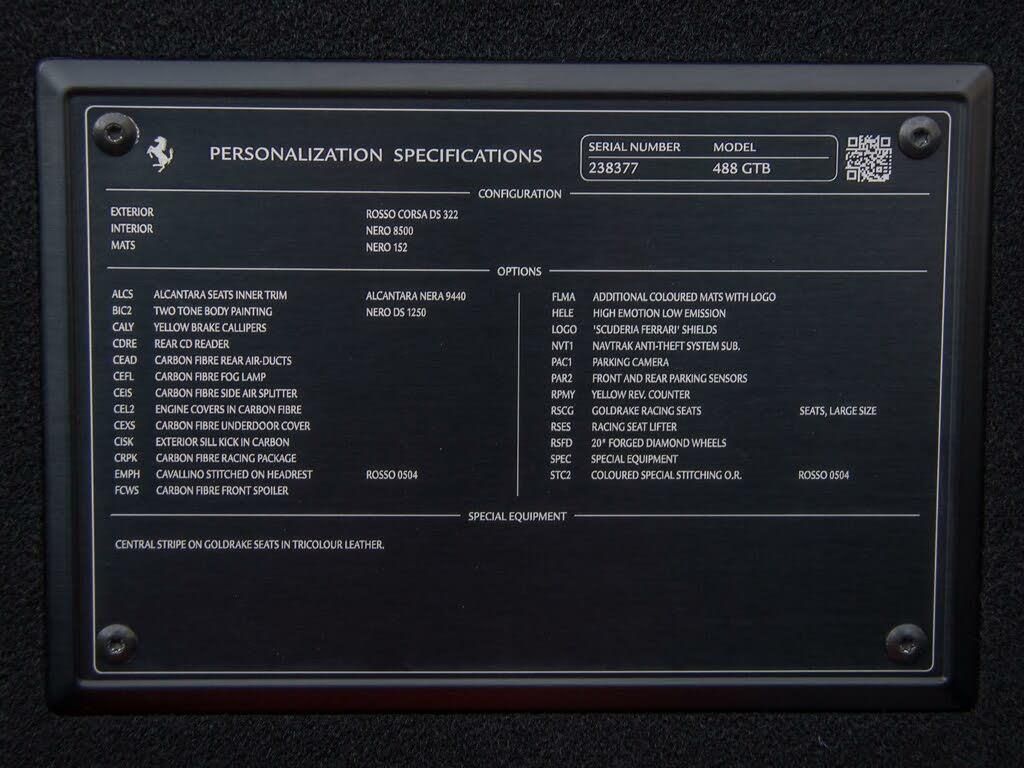 PERSONALIZATION SPECIFICATIONS
SERIAL NUMBER MODEL
238377 488 GTB
CONFIGURATION
EXTERIOR ROSSO CORSA DS 322
INTERIOR NERO 8500
MATS NERO 152
OPTIONS
ALCS ALCANTARA SEATS INNER TRIM ALCANTARA NERA 9440
BIC2 TWO TONE BODY PAINTING NERO DS 1250
CALY YELLOW BRAKE CALLIPERS
CDRE REAR CD READER
CEAD CARBON FIBRE REAR AIR-DUCTS
CEFL CARBON FIBRE FOG LAMP
CEIS CARBON FIBRE SIDE AIR SPLITTER
CEL2 ENGINE COVERS IN CARBON FIBRE
CEXS CARBON FIBRE UNDERDOOR COVER
CISK EXTERIOR SILL KICK IN CARBON
CRPK CARBON FIBRE RACING PACKAGE
EMPH CAVALLINO STITCHED ON HEADREST ROSSO 0504
FCWS CARBON FIBRE FRONT SPOILER
FLMA ADDITIONAL COLOURED MATS WITH LOGO
HELE HIGH EMOTION LOW EMISSION
LOGO 'SCUDERIA FERRARI' SHIELDS
NVT1 NAVTRAK ANTI-THEFT SYSTEM SUB.
PAC1 PARKING CAMERA
PAR2 FRONT AND REAR PARKING SENSORS
RPMY YELLOW REV. COUNTER
RSCG GOLDRAKE RACING SEATS SEATS, LARGE SIZE
RSES RACING SEAT LIFTER
RSFD 20" FORGED DIAMOND WHEELS
SPEC SPECIAL EQUIPMENT
STC2 COLOURED SPECIAL STITCHING O.R. ROSSO 0504
SPECIAL EQUIPMENT
CENTRAL STRIPE ON GOLDRAKE SEATS IN TRICOLOUR LEATHER.